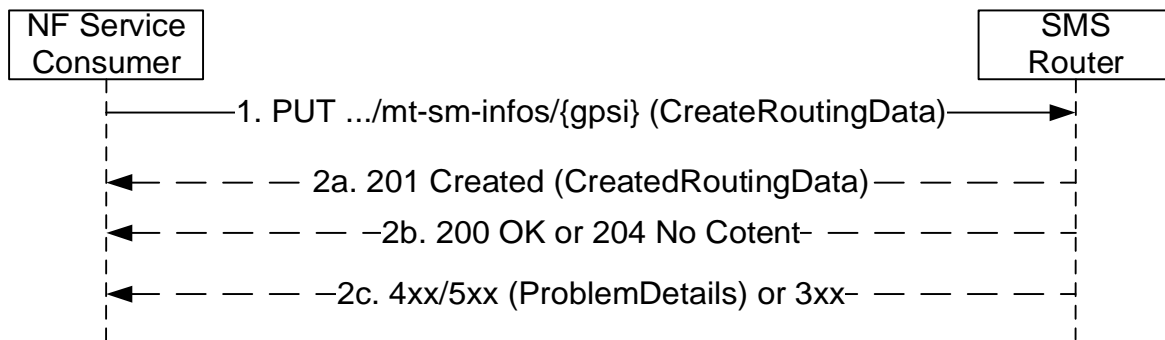 NF Service
Consumer
SMS
Router
1. PUT .../mt-sm-infos/{gpsi} (CreateRoutingData)
2a. 201 Created (CreatedRoutingData)
2b. 200 OK or 204 No Cotent
2c. 4xx/5xx (ProblemDetails) or 3xx